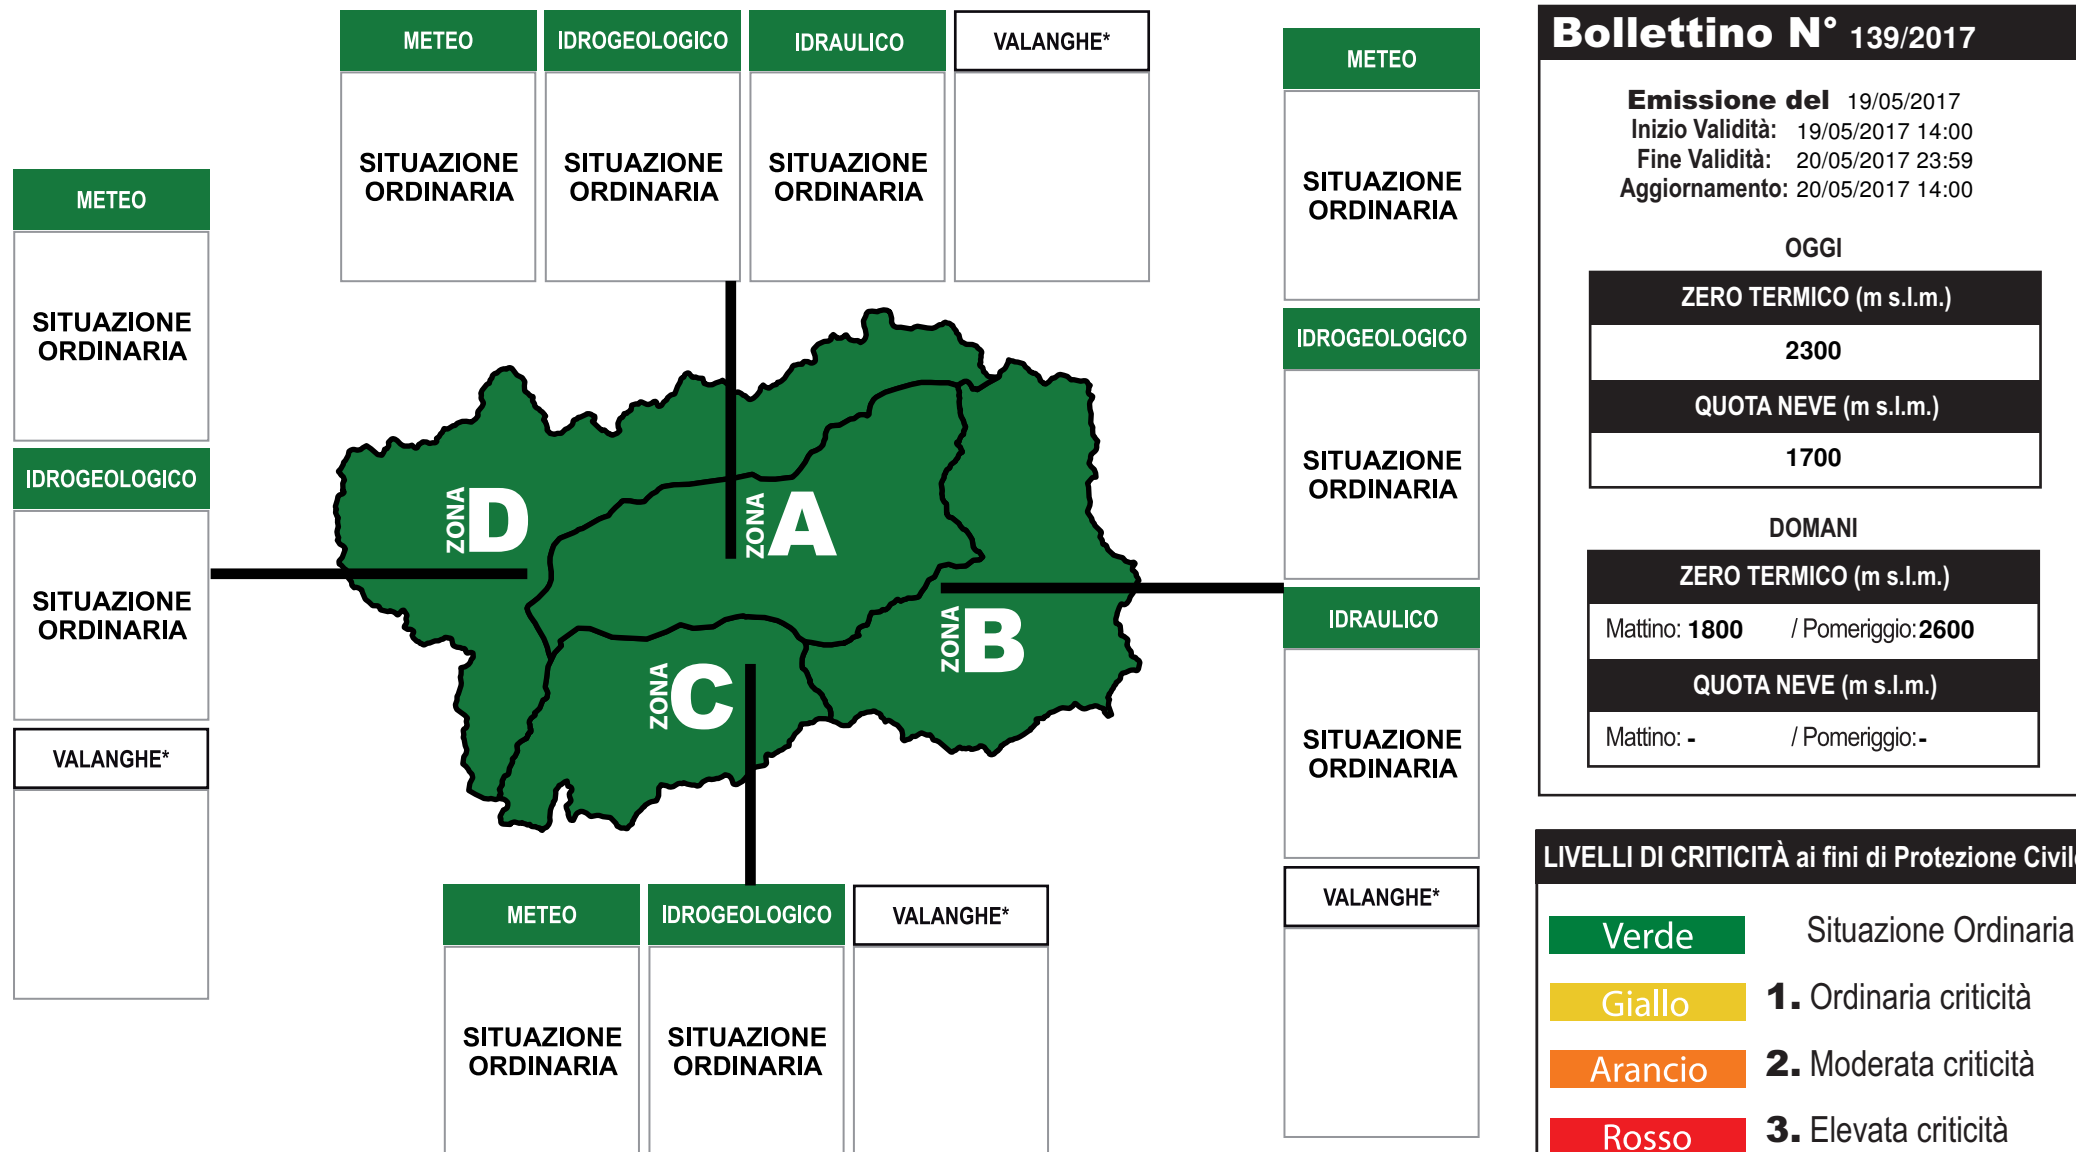 METEO
IDROGEOLOGICO
IDRAULICO
VALANGHE*
SITUAZIONE
ORDINARIA
SITUAZIONE
ORDINARIA
SITUAZIONE
ORDINARIA
METEO
SITUAZIONE
ORDINARIA
IDROGEOLOGICO
SITUAZIONE
ORDINARIA
VALANGHE*
ZONA D
ZONA A
ZONA B
ZONA C
METEO
SITUAZIONE
ORDINARIA
IDROGEOLOGICO
SITUAZIONE
ORDINARIA
IDRAULICO
SITUAZIONE
ORDINARIA
VALANGHE*
METEO
IDROGEOLOGICO
VALANGHE*
SITUAZIONE
ORDINARIA
SITUAZIONE
ORDINARIA
Bollettino N° 139/2017
Emissione del 19/05/2017
Inizio Validità: 19/05/2017 14:00
Fine Validità: 20/05/2017 23:59
Aggiornamento: 20/05/2017 14:00
OGGI
ZERO TERMICO (m s.l.m.)
2300
QUOTA NEVE (m s.l.m.)
1700
DOMANI
ZERO TERMICO (m s.l.m.)
Mattino: 1800 / Pomeriggio: 2600
QUOTA NEVE (m s.l.m.)
Mattino: - / Pomeriggio: -
LIVELLI DI CRITICITÀ ai fini di Protezione Civile
Verde Situazione Ordinaria
Giallo 1. Ordinaria criticità
Arancio 2. Moderata criticità
Rosso 3. Elevata criticità